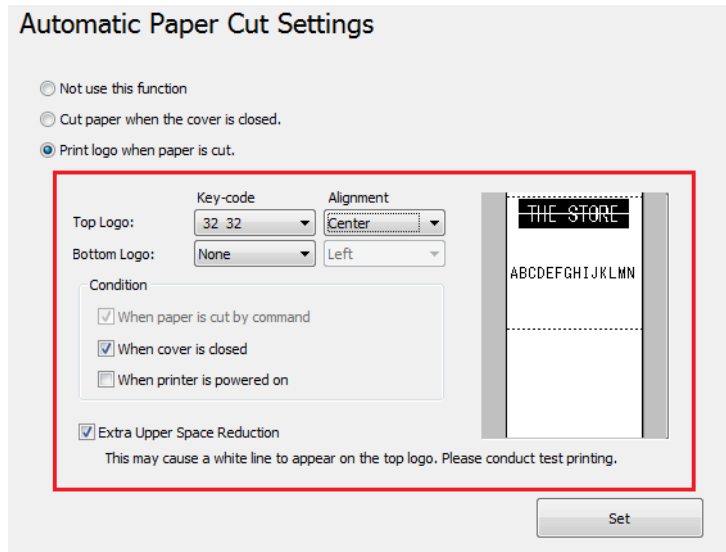 Automatic Paper Cut Settings
Not use this function
Cut paper when the cover is closed.
Print logo when paper is cut.
Key-code Alignment
Top Logo: 32 32 Center
Bottom Logo: None Left
Condition
When paper is cut by command
When cover is closed
When printer is powered on
Extra Upper Space Reduction
This may cause a white line to appear on the top logo. Please conduct test printing.
THE STORE
ABCDEFGHIJKLMN
Set